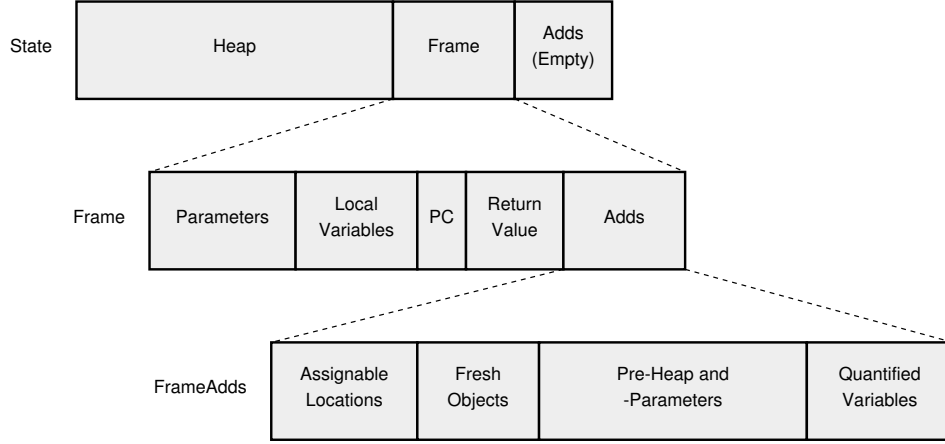 State
Heap
Frame
Adds
(Empty)
Frame
Parameters
Local
Variables
PC
Return
Value
Adds
FrameAdds
Assignable
Locations
Fresh
Objects
Pre-Heap and
-Parameters
Quantified
Variables